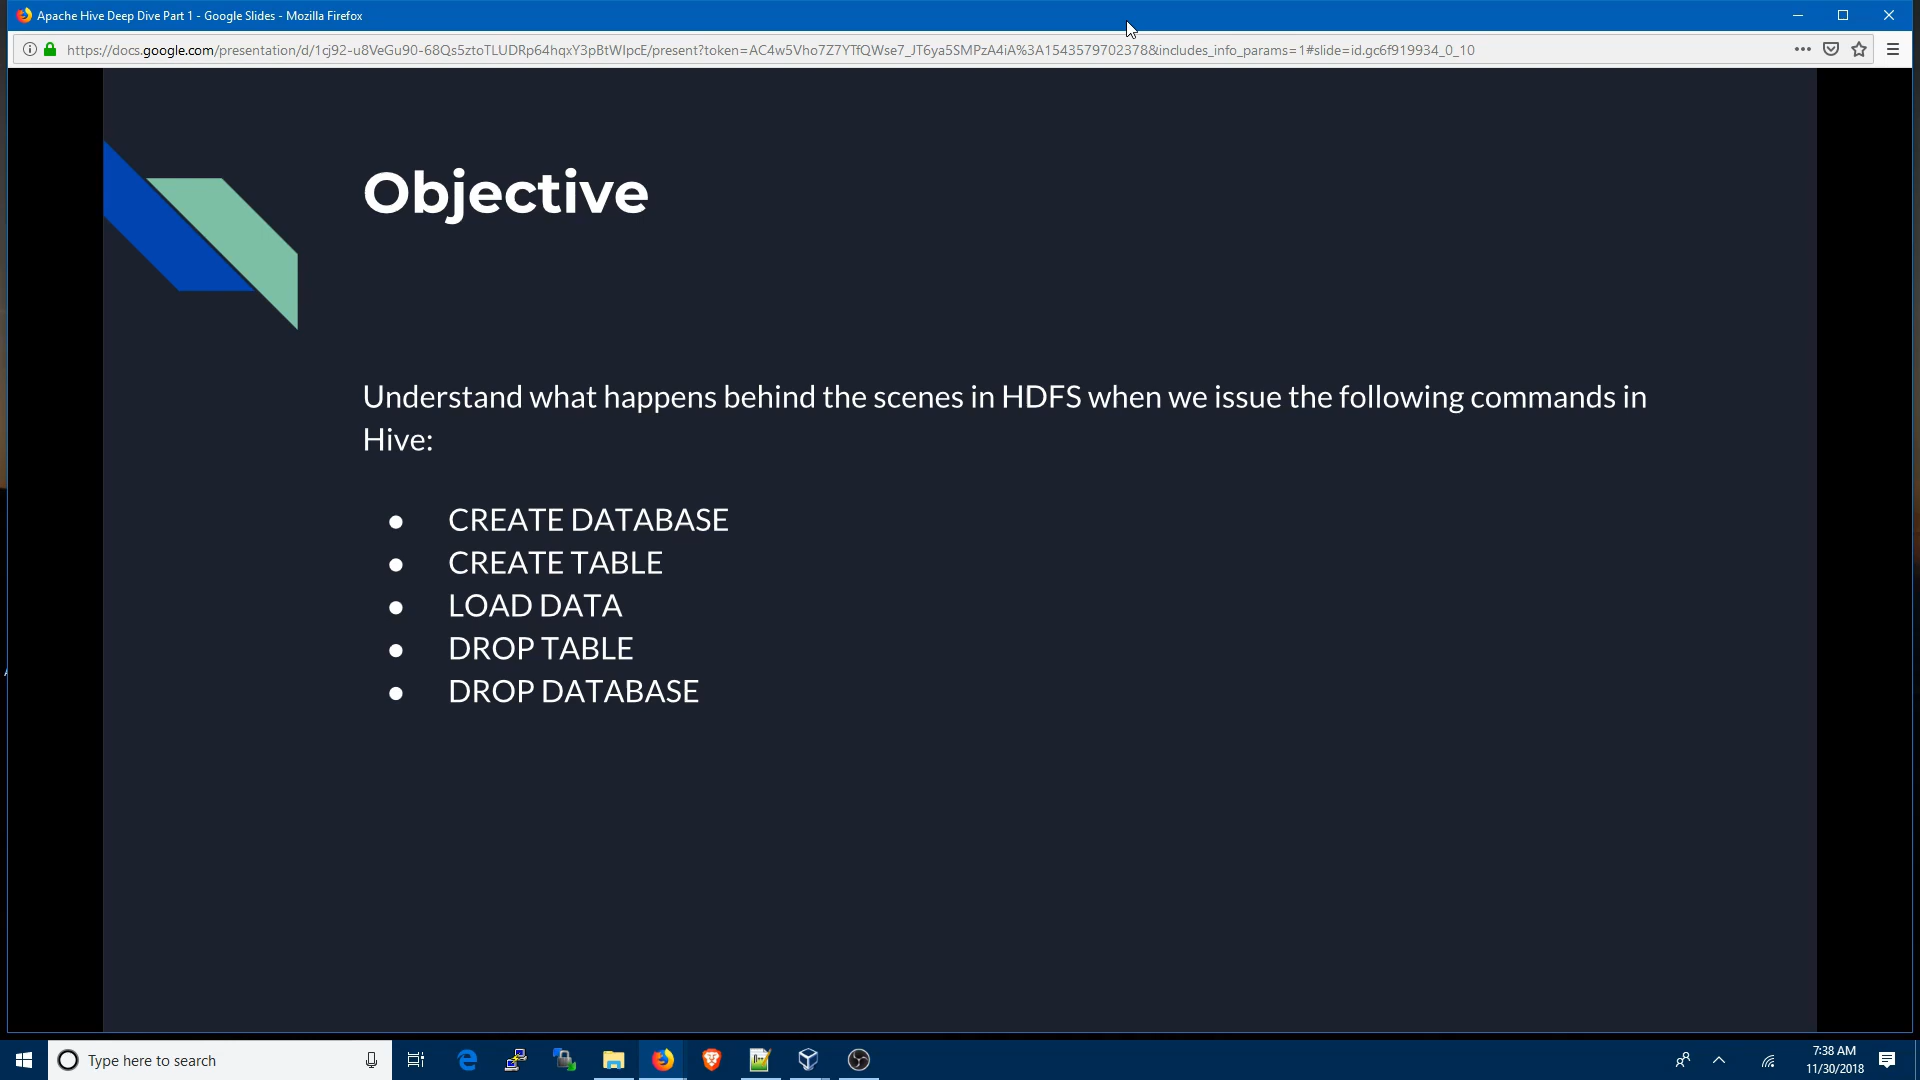 Apache Hive Deep Dive Part 1 - Google Slides - Mozilla Firefox
https://docs.google.com/presentation/d/1cj92-u8VeGu90-68Qs5ztoTLUDRp64hqxY3pBtWIpcE/present?token=AC4w5Vho7Z7YTfQWse7_JT6ya5SMPzA4iA%3A1543579702378&includes_info_params=1#slide=id.gc6f919934_0_10
Objective
Understand what happens behind the scenes in HDFS when we issue the following commands in
Hive:
● CREATE DATABASE
● CREATE TABLE
● LOAD DATA
● DROP TABLE
● DROP DATABASE
Type here to search
7:38 AM
11/30/2018